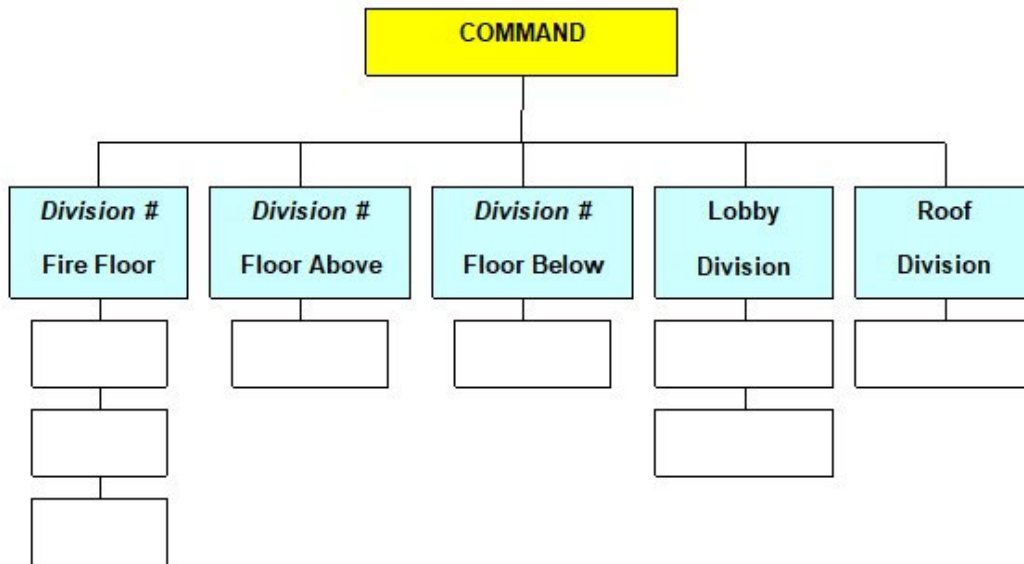 COMMAND
Division #
Fire Floor
Division #
Floor Above
Division #
Floor Below
Lobby
Division
Roof
Division